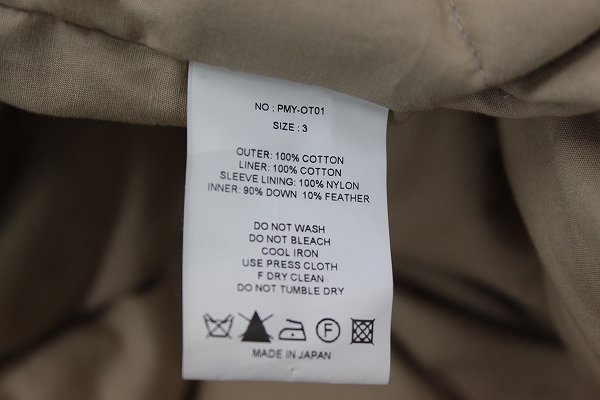 NO : PMY-OT01
SIZE : 3
OUTER: 100% COTTON
LINER: 100% COTTON
SLEEVE LINING: 100% NYLON
INNER: 90% DOWN 10% FEATHER
DO NOT WASH
DO NOT BLEACH
COOL IRON
USE PRESS CLOTH
F DRY CLEAN
DO NOT TUMBLE DRY
F
MADE IN JAPAN